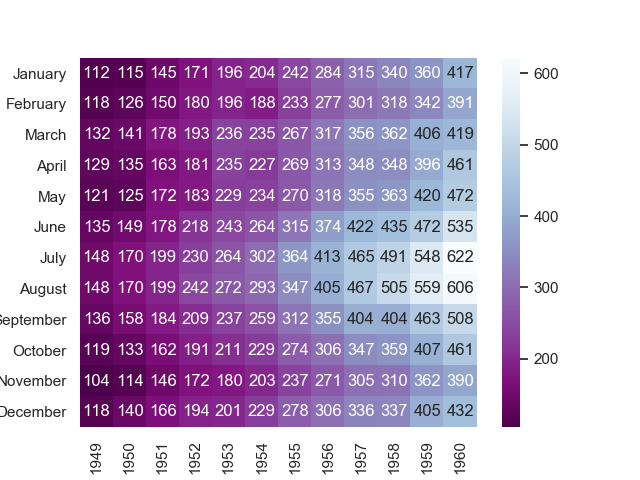 January 112 115 145 171 196 204 242 284 315 340 360 417
February 118 126 150 180 196 188 233 277 301 318 342 391
March 132 141 178 193 236 235 267 317 356 362 406 419
April 129 135 163 181 235 227 269 313 348 348 396 461
May 121 125 172 183 229 234 270 318 355 363 420 472
June 135 149 178 218 243 264 315 374 422 435 472 535
July 148 170 199 230 264 302 364 413 465 491 548 622
August 148 170 199 242 272 293 347 405 467 505 559 606
September 136 158 184 209 237 259 312 355 404 404 463 508
October 119 133 162 191 211 229 274 306 347 359 407 461
November 104 114 146 172 180 203 237 271 305 310 362 390
December 118 140 166 194 201 229 278 306 336 337 405 432
1949 1950 1951 1952 1953 1954 1955 1956 1957 1958 1959 1960
600
500
400
300
200